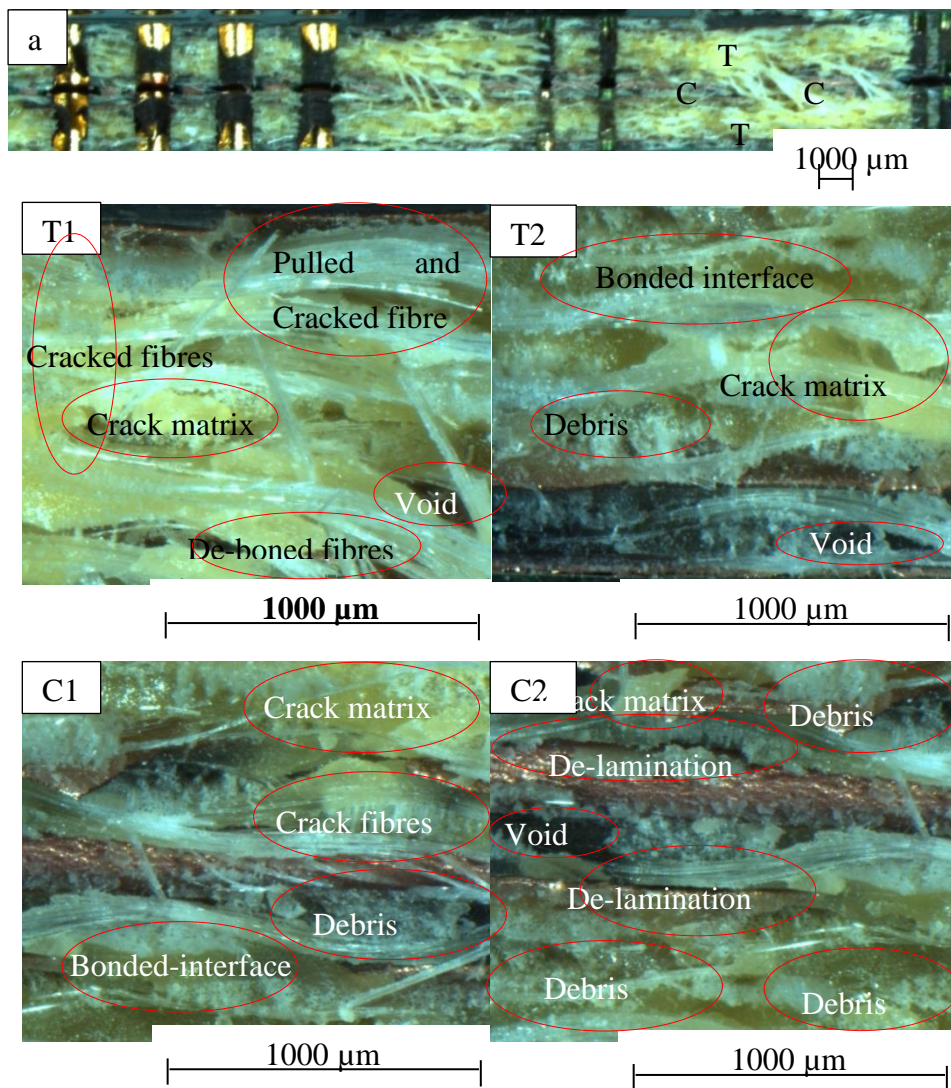 a
T
C C
T
1000 µm
T1
Pulled and
Cracked fibre
Cracked fibres
Crack matrix
Void
De-boned fibres
1000 µm
T2
Bonded interface
Crack matrix
Debris
Void
1000 µm
C1
Crack matrix
Crack fibres
Debris
Bonded-interface
1000 µm
C2
ack matrix
Debris
De-lamination
Void
De-lamination
Debris
Debris
1000 µm